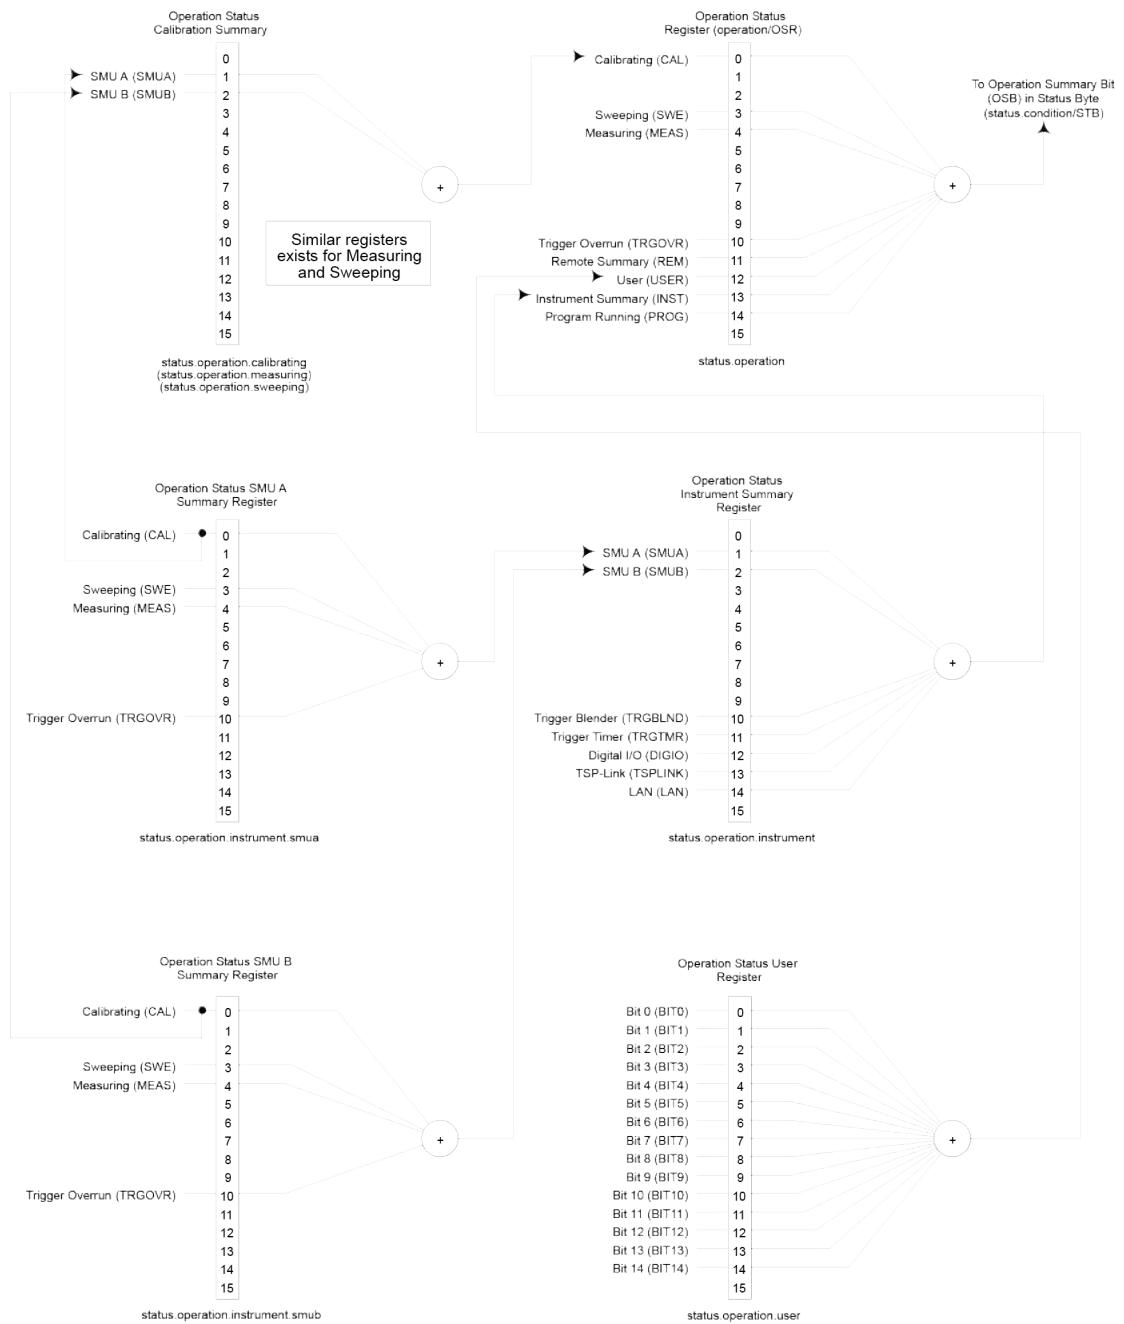 Operation Status
Calibration Summary
SMU A (SMUA)
SMU B (SMUB)
0
1
2
3
4
5
6
7
8
9
10
11
12
13
14
15
+
Similar registers
exists for Measuring
and Sweeping
status.operation.calibrating
(status.operation.measuring)
(status.operation.sweeping)
Operation Status
Register (operation/OSR)
Calibrating (CAL)
Sweeping (SWE)
Measuring (MEAS)
Trigger Overrun (TRGOVR)
Remote Summary (REM)
User (USER)
Instrument Summary (INST)
Program Running (PROG)
0
1
2
3
4
5
6
7
8
9
10
11
12
13
14
15
+
status.operation
To Operation Summary Bit
(OSB) in Status Byte
(status.condition/STB)
Operation Status SMU A
Summary Register
Calibrating (CAL)
Sweeping (SWE)
Measuring (MEAS)
Trigger Overrun (TRGOVR)
0
1
2
3
4
5
6
7
8
9
10
11
12
13
14
15
+
status.operation.instrument.smua
Operation Status
Instrument Summary
Register
SMU A (SMUA)
SMU B (SMUB)
Trigger Blender (TRGBLND)
Trigger Timer (TRGTMR)
Digital I/O (DIGIO)
TSP-Link (TSPLINK)
LAN (LAN)
0
1
2
3
4
5
6
7
8
9
10
11
12
13
14
15
+
status.operation.instrument
Operation Status SMU B
Summary Register
Calibrating (CAL)
Sweeping (SWE)
Measuring (MEAS)
Trigger Overrun (TRGOVR)
0
1
2
3
4
5
6
7
8
9
10
11
12
13
14
15
+
status.operation.instrument.smub
Operation Status User
Register
Bit 0 (BIT0)
Bit 1 (BIT1)
Bit 2 (BIT2)
Bit 3 (BIT3)
Bit 4 (BIT4)
Bit 5 (BIT5)
Bit 6 (BIT6)
Bit 7 (BIT7)
Bit 8 (BIT8)
Bit 9 (BIT9)
Bit 10 (BIT10)
Bit 11 (BIT11)
Bit 12 (BIT12)
Bit 13 (BIT13)
Bit 14 (BIT14)
0
1
2
3
4
5
6
7
8
9
10
11
12
13
14
15
+
status.operation.user